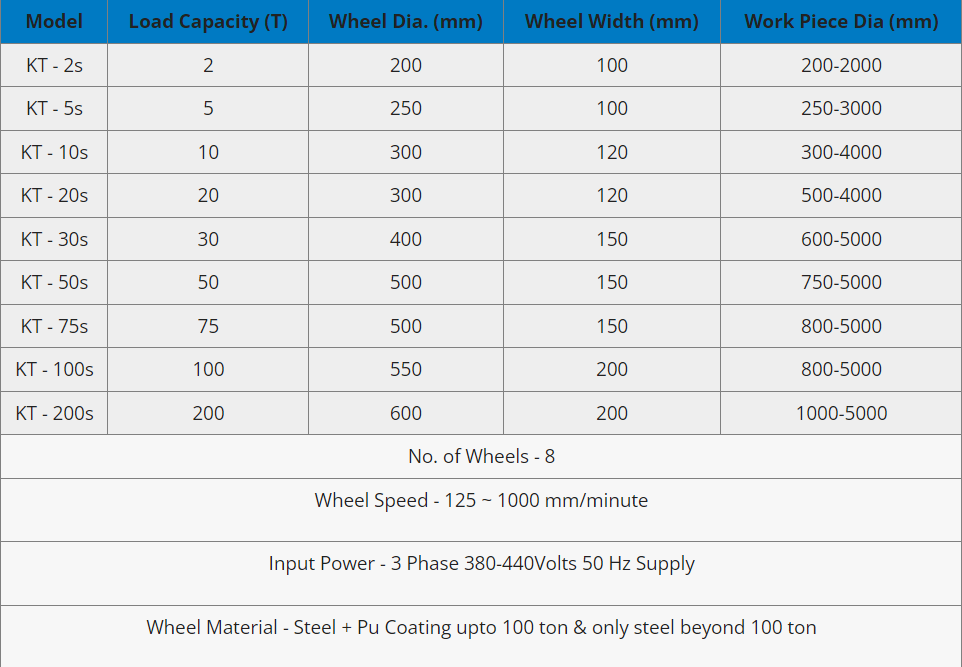 Model Load Capacity (T) Wheel Dia. (mm) Wheel Width (mm) Work Piece Dia (mm)
KT - 2s 2 200 100 200-2000
KT - 5s 5 250 100 250-3000
KT - 10s 10 300 120 300-4000
KT - 20s 20 300 120 500-4000
KT - 30s 30 400 150 600-5000
KT - 50s 50 500 150 750-5000
KT - 75s 75 500 150 800-5000
KT - 100s 100 550 200 800-5000
KT - 200s 200 600 200 1000-5000
No. of Wheels - 8
Wheel Speed - 125 ~ 1000 mm/minute
Input Power - 3 Phase 380-440Volts 50 Hz Supply
Wheel Material - Steel + Pu Coating upto 100 ton & only steel beyond 100 ton